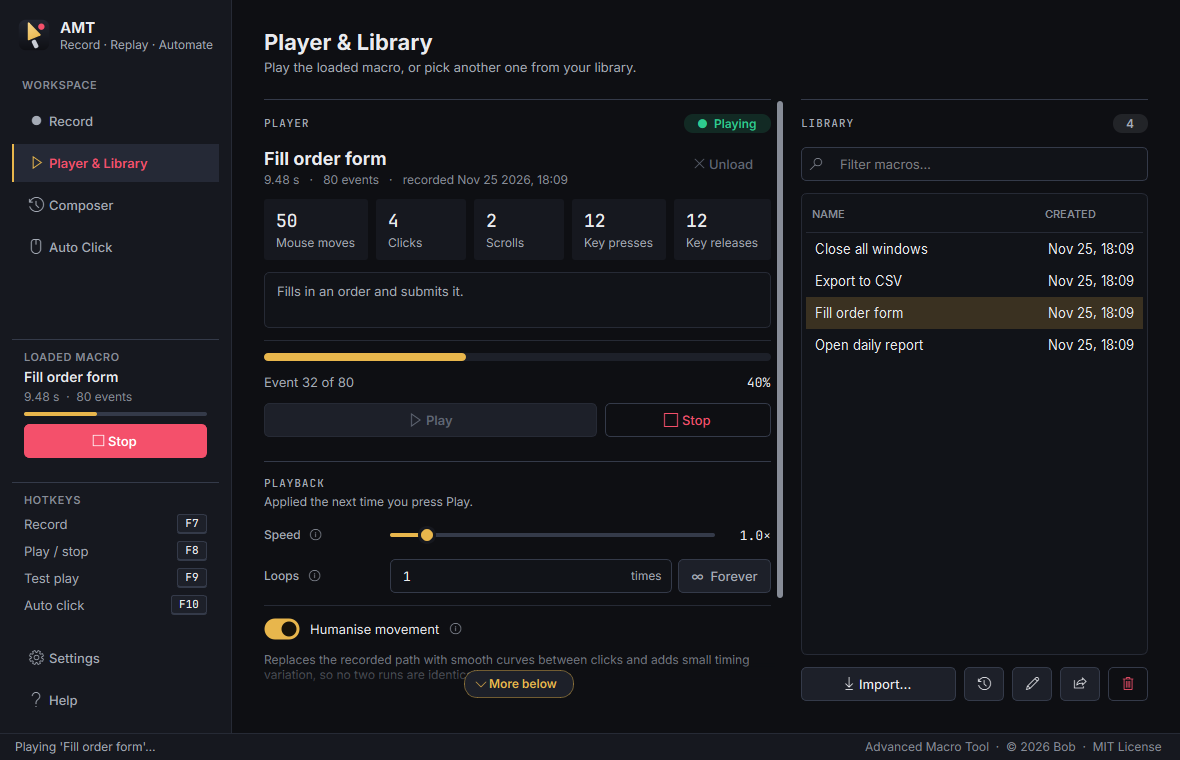 AMT
Record · Replay · Automate
WORKSPACE
Record
Player & Library
Composer
Auto Click
LOADED MACRO
Fill order form
9.48 s · 80 events
Stop
HOTKEYS
Record F7
Play / stop F8
Test play F9
Auto click F10
Settings
Help
Player & Library
Play the loaded macro, or pick another one from your library.
PLAYER
Playing
Fill order form
9.48 s · 80 events · recorded Nov 25 2026, 18:09
Unload
50
Mouse moves
4
Clicks
2
Scrolls
12
Key presses
12
Key releases
Fills in an order and submits it.
Event 32 of 80 40%
Play
Stop
PLAYBACK
Applied the next time you press Play.
Speed 1.0×
Loops 1 times ∞ Forever
Humanise movement
Replaces the recorded path with smooth curves between clicks and adds small timing
variation, so no two runs are
More below
LIBRARY 4
Filter macros...
NAME CREATED
Close all windows Nov 25, 18:09
Export to CSV Nov 25, 18:09
Fill order form Nov 25, 18:09
Open daily report Nov 25, 18:09
Import...
Playing 'Fill order form'...
Advanced Macro Tool · © 2026 Bob · MIT License